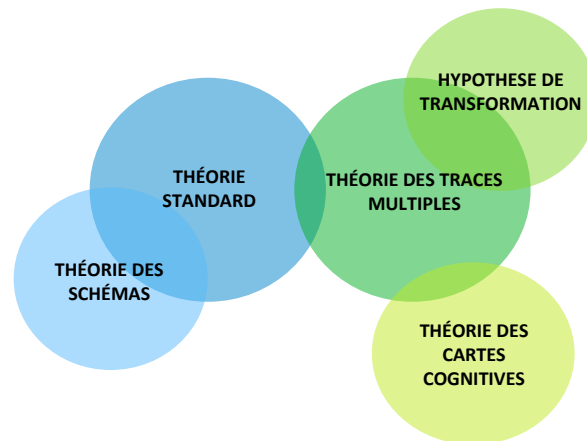 HYPOTHESE DE
TRANSFORMATION
THÉORIE
STANDARD
THÉORIE DES TRACES
MULTIPLES
THÉORIE DES
SCHÉMAS
THÉORIE DES
CARTES
COGNITIVES